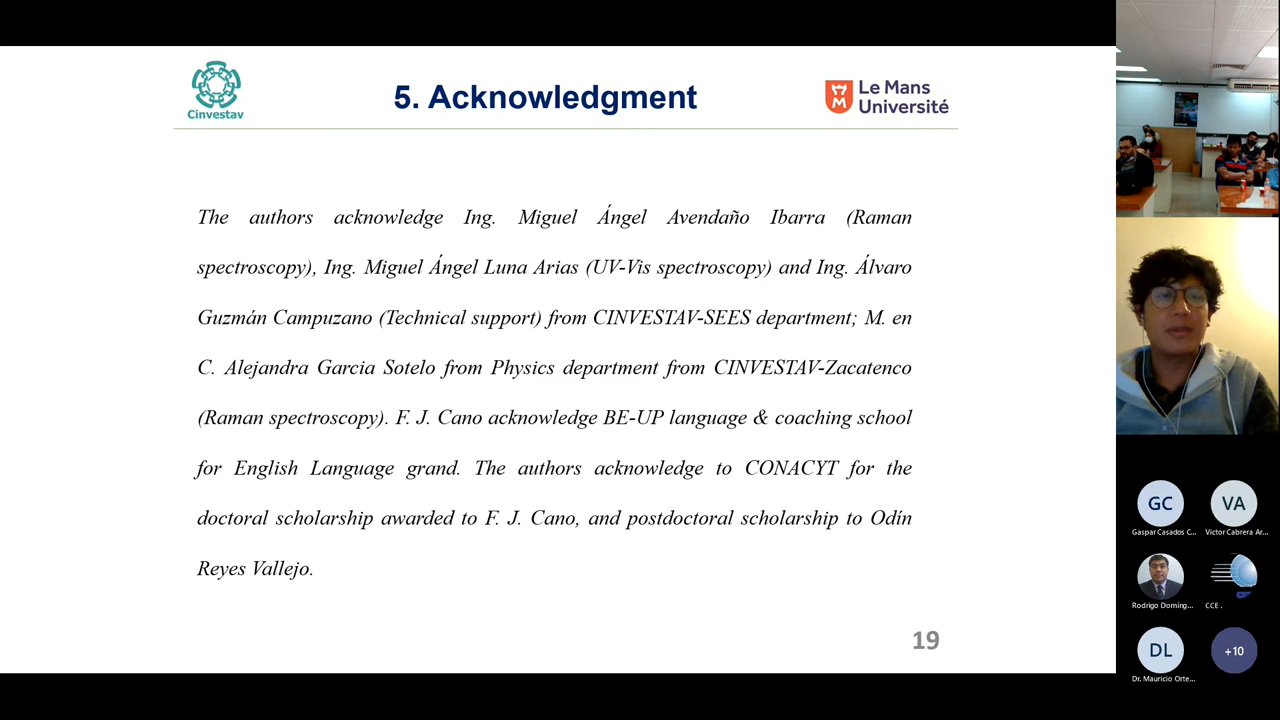 Cinvestav
5. Acknowledgment
Le Mans
Université
The authors acknowledge Ing. Miguel Ángel Avendaño Ibarra (Raman
spectroscopy), Ing. Miguel Ángel Luna Arias (UV-Vis spectroscopy) and Ing. Álvaro
Guzmán Campuzano (Technical support) from CINVESTAV-SEES department; M. en
C. Alejandra Garcia Sotelo from Physics department from CINVESTAV-Zacatenco
(Raman spectroscopy). F. J. Cano acknowledge BE-UP language & coaching school
for English Language grand. The authors acknowledge to CONACYT for the
doctoral scholarship awarded to F. J. Cano, and postdoctoral scholarship to Odín
Reyes Vallejo.
19
GC
VA
Gaspar Casados C...
Victor Cabrera Ar...
Rodrigo Doming...
CCE .
DL
+10
Dr. Mauricio Orte...